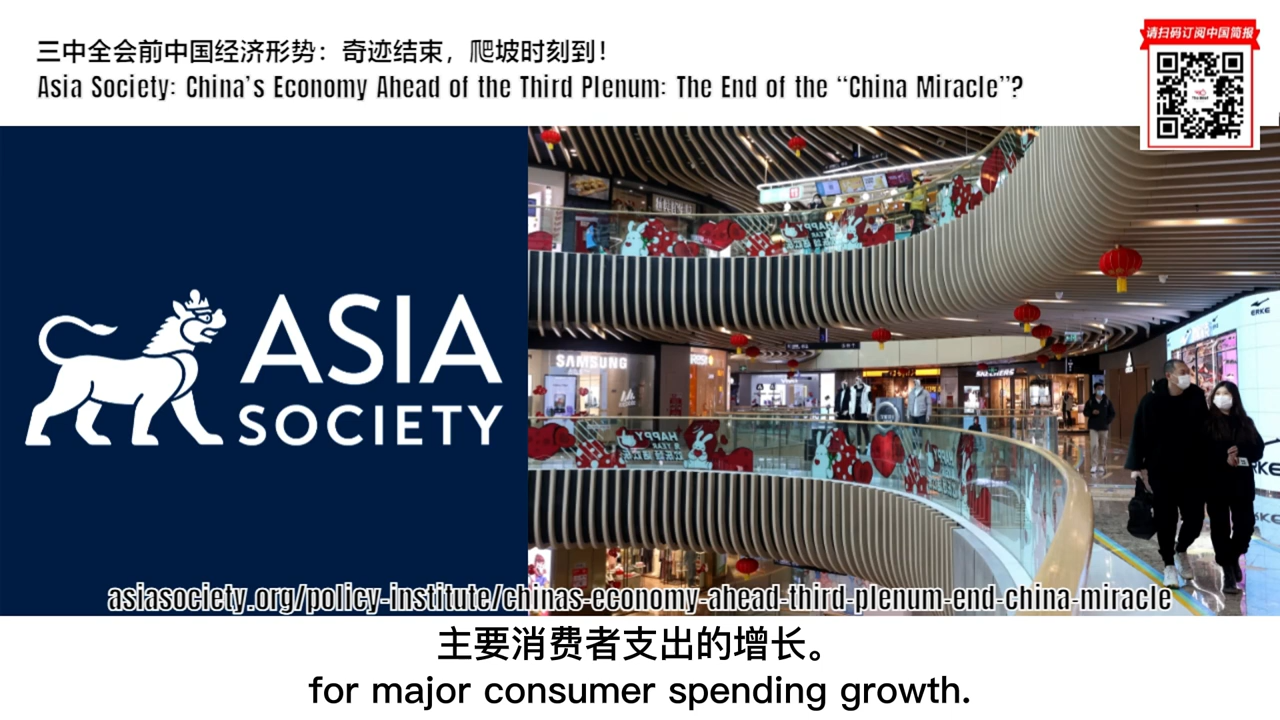 三中全会前中国经济形势：奇迹结束，爬坡时刻到！
请扫码订阅中国简报
Asia Society: China’s Economy Ahead of the Third Plenum: The End of the “China Miracle”?
ASIA
SOCIETY
HAPPY
SAMSUNG
ERKE
SKECHERS
HAPPY
asiasociety.org/policy-institute/chinas-economy-ahead-third-plenum-end-china-miracle
主要消费者支出的增长。
for major consumer spending growth.